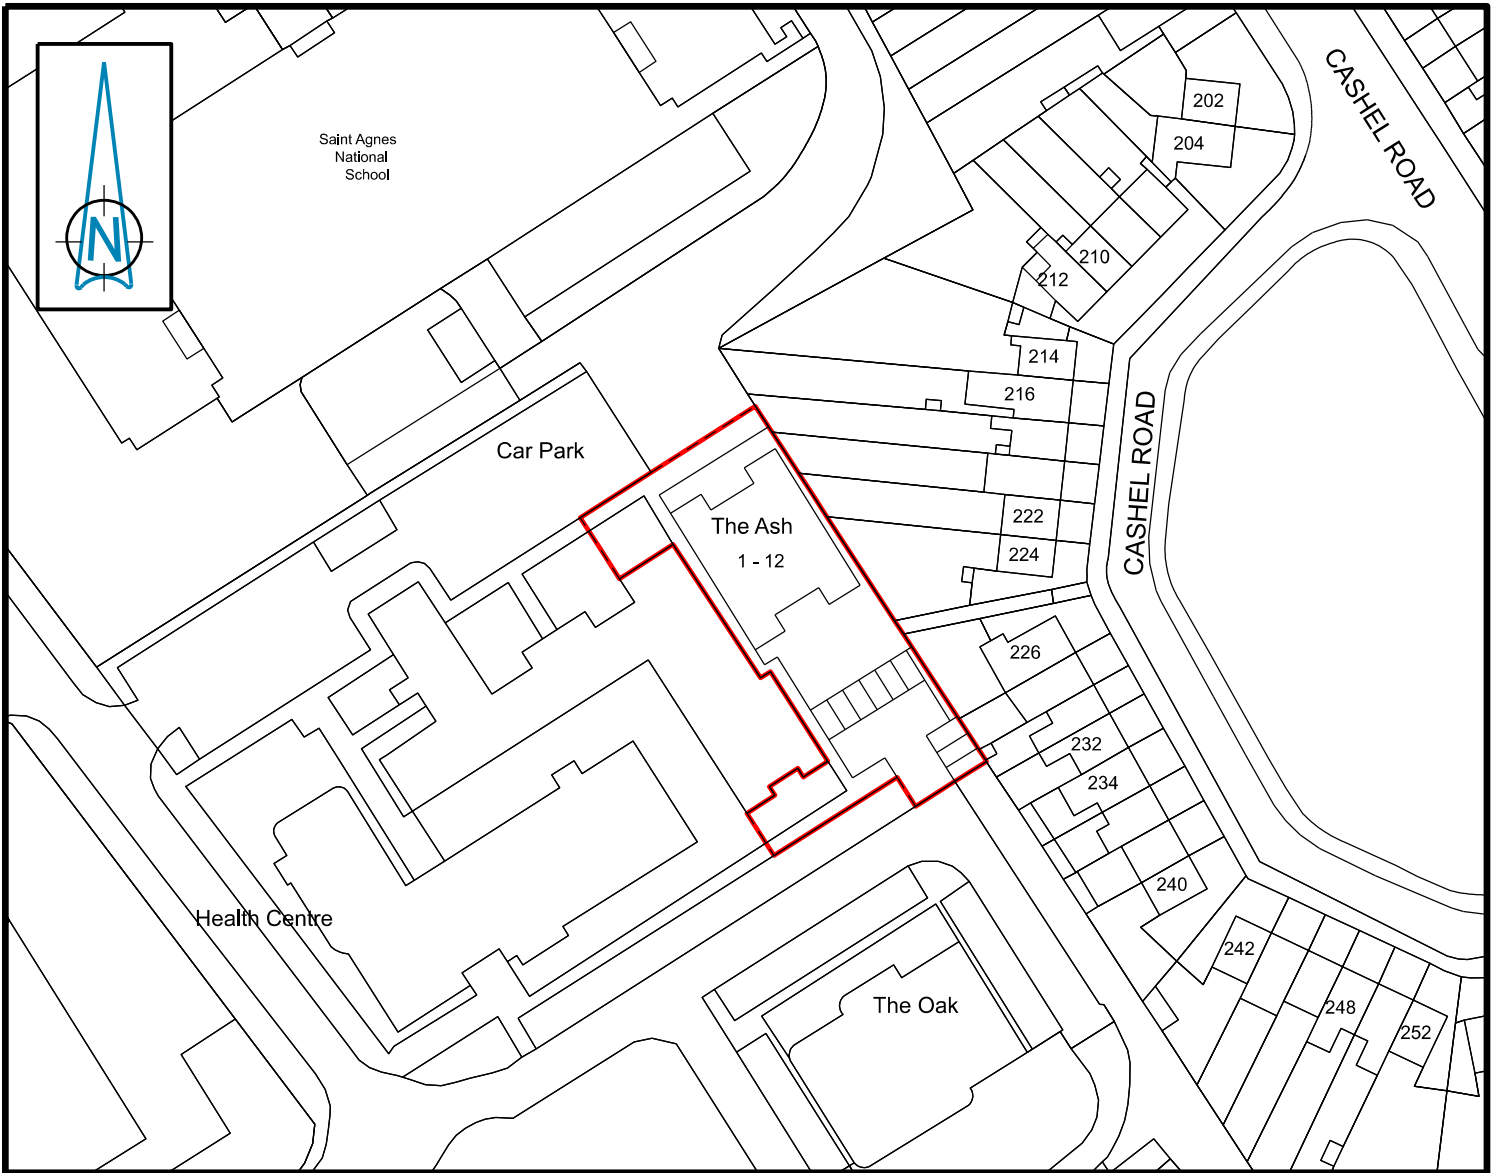 N
Saint Agnes
National
School
CASHEL ROAD
202
204
210
212
214
216
Car Park
CASHEL ROAD
The Ash
1 - 12
222
224
226
232
234
240
Health Centre
242
The Oak
248
252